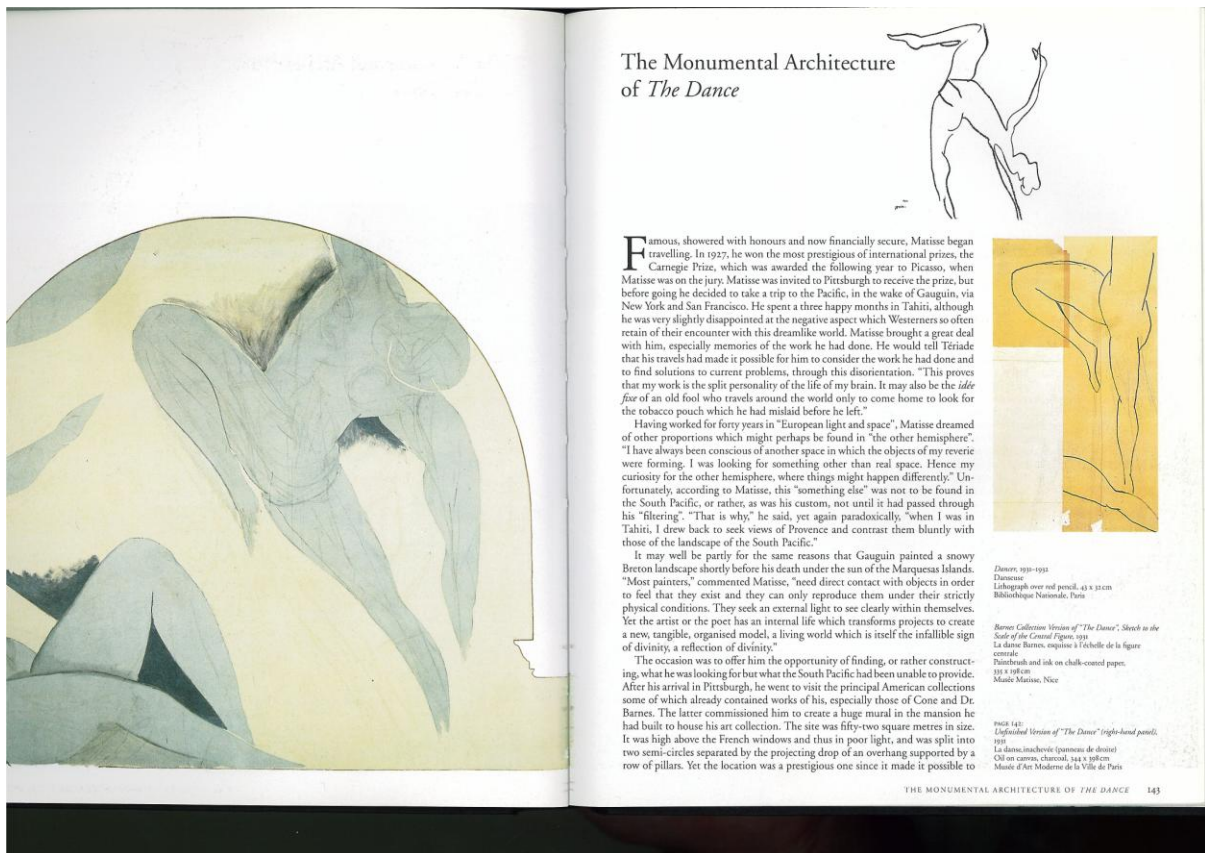 The Monumental Architecture
of The Dance
Famous, showered with honours and now financially secure, Matisse began
travelling. In 1927, he won the most prestigious of international prizes, the
Carnegie Prize, which was awarded the following year to Picasso, when
Matisse was on the jury. Matisse was invited to Pittsburgh to receive the prize, but
before going he decided to take a trip to the Pacific, in the wake of Gauguin, via
New York and San Francisco. He spent a three happy months in Tahiti, although
he was very slightly disappointed at the negative aspect which Westerners so often
retain of their encounter with this dreamlike world. Matisse brought a great deal
with him, especially memories of the work he had done. He would tell Tériade
that his travels had made it possible for him to consider the work he had done and
to find solutions to current problems, through this disorientation. “This proves
that my work is the split personality of the life of my brain. It may also be the idée
fixe of an old fool who travels around the world only to come home to look for
the tobacco pouch which he had mislaid before he left.”
Having worked for forty years in “European light and space”, Matisse dreamed
of other proportions which might perhaps be found in “the other hemisphere”.
“I have always been conscious of another space in which the objects of my reverie
were forming. I was looking for something other than real space. Hence my
curiosity for the other hemisphere, where things might happen differently.” Un-
fortunately, according to Matisse, this “something else” was not to be found in
the South Pacific, or rather, as was his custom, not until it had passed through
his “filtering”. “That is why,” he said, yet again paradoxically, “when I was in
Tahiti, I drew back to seek views of Provence and contrast them bluntly with
those of the landscape of the South Pacific.”
It may well be partly for the same reasons that Gauguin painted a snowy
Breton landscape shortly before his death under the sun of the Marquesas Islands.
“Most painters,” commented Matisse, “need direct contact with objects in order
to feel that they exist and they can only reproduce them under their strictly
physical conditions. They seek an external light to see clearly within themselves.
Yet the artist or the poet has an internal life which transforms projects to create
a new, tangible, organised model, a living world which is itself the infallible sign
of divinity, a reflection of divinity.”
The occasion was to offer him the opportunity of finding, or rather construct-
ing, what he was looking for but what the South Pacific had been unable to provide.
After his arrival in Pittsburgh, he went to visit the principal American collections
some of which already contained works of his, especially those of Cone and Dr.
Barnes. The latter commissioned him to create a huge mural in the mansion he
had built to house his art collection. The site was fifty-two square metres in size.
It was high above the French windows and thus in poor light, and was split into
two semi-circles separated by the projecting drop of an overhang supported by a
row of pillars. Yet the location was a prestigious one since it made it possible to
Dancer, 1931–1932
Danseuse
Lithograph over red pencil, 43 x 32 cm
Bibliothèque Nationale, Paris
Barnes Collection Version of “The Dance”, Sketch to the
Scale of the Central Figure, 1931
La danse Barnes, esquisse à l'échelle de la figure
centrale
Paintbrush and ink on chalk-coated paper,
335 x 198 cm
Musée Matisse, Nice
PAGE 142:
Unfinished Version of “The Dance” (right-hand panel),
1931
La danse, inachevée (panneau de droite)
Oil on canvas, charcoal, 344 x 398 cm
Musée d'Art Moderne de la Ville de Paris
THE MONUMENTAL ARCHITECTURE OF THE DANCE 143